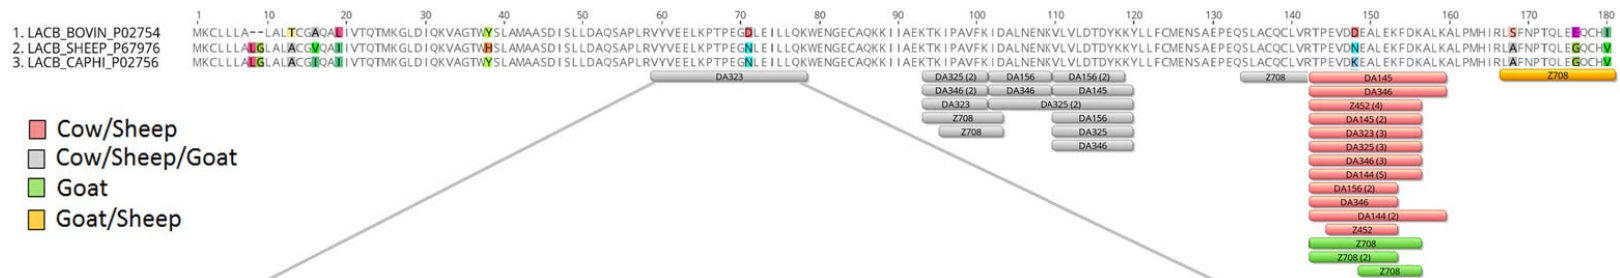 1 10 20 30 40 50 60 70 80 90 100 110 120 130 140 150 160 170 180
1. LACB_BOVIN_P02754 MKCLLLA--LALTCGAQALIVTQTMKGLDIQKVAGTWYSLAMAASDISLLDAQSAPLRVYVEELKPTPEGDLEILLQKWENGECAQKKIIAEKTKIPAVFKIDALNENKVLVLDTDYKKYLLFCMENSAEPEQSLACQCLVRTPEVDDEALEKFDKALKALPMHIRLSFNPTQLEEQCHI
2. LACB_SHEEP_P67976 MKCLLLALGLALACGVQAIIVTQTMKGLDIQKVAGTWHSLAMAASDISLLDAQSAPLRVYVEELKPTPEGNLEILLQKWENGECAQKKIIAEKTKIPAVFKIDALNENKVLVLDTDYKKYLLFCMENSAEPEQSLACQCLVRTPEVDNEALEKFDKALKALPMHIRLAFNPTQLEGQCHV
3. LACB_CAPHI_P02756 MKCLLLALGLALACGIQAIIVTQTMKGLDIQKVAGTWYSLAMAASDISLLDAQSAPLRVYVEELKPTPEGNLEILLQKWENGECAQKKIIAEKTKIPAVFKIDALNENKVLVLDTDYKKYLLFCMENSAEPEQSLACQCLVRTPEVDKEALEKFDKALKALPMHIRLAFNPTQLEGQCHV
DA323 DA325 (2) DA156 DA156 (2) Z708 DA145 Z708
DA346 (2) DA346 DA145 DA346
DA323 DA325 (2) Z452 (4)
Z708 DA156 DA145 (2)
Z708 DA325 DA323 (3)
DA346 DA325 (3)
DA346 (3)
DA144 (5)
DA156 (2)
DA346
DA144 (2)
Z452
Z708
Z708 (2)
Z708
Cow/Sheep
Cow/Sheep/Goat
Goat
Goat/Sheep